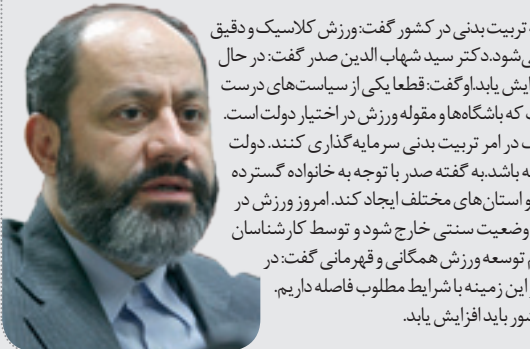 تربیت‌بدنی در کشور گفت: ورزش کلاسیک و دقیق
ی‌شود.دکتر سید شهاب الدین صدر گفت: در حال
ایش یابد.اوگفت: قطعا یکی از سیاست‌های درست
که باشگاه‌ها و مقوله ورزش در اختیار دولت است.
در امر تربیت بدنی سرمایه‌گذاری کنند. دولت
ه باشد.به گفته صدر با توجه به خانواده گسترده
و استان‌های مختلف ایجاد کند. امروز ورزش در
وضعیت سنتی خارج شود و توسط کارشناسان
توسعه ورزش همگانی و قهرمانی گفت: در
این زمینه با شرایط مطلوب فاصله داریم.
ور باید افزایش یابد.